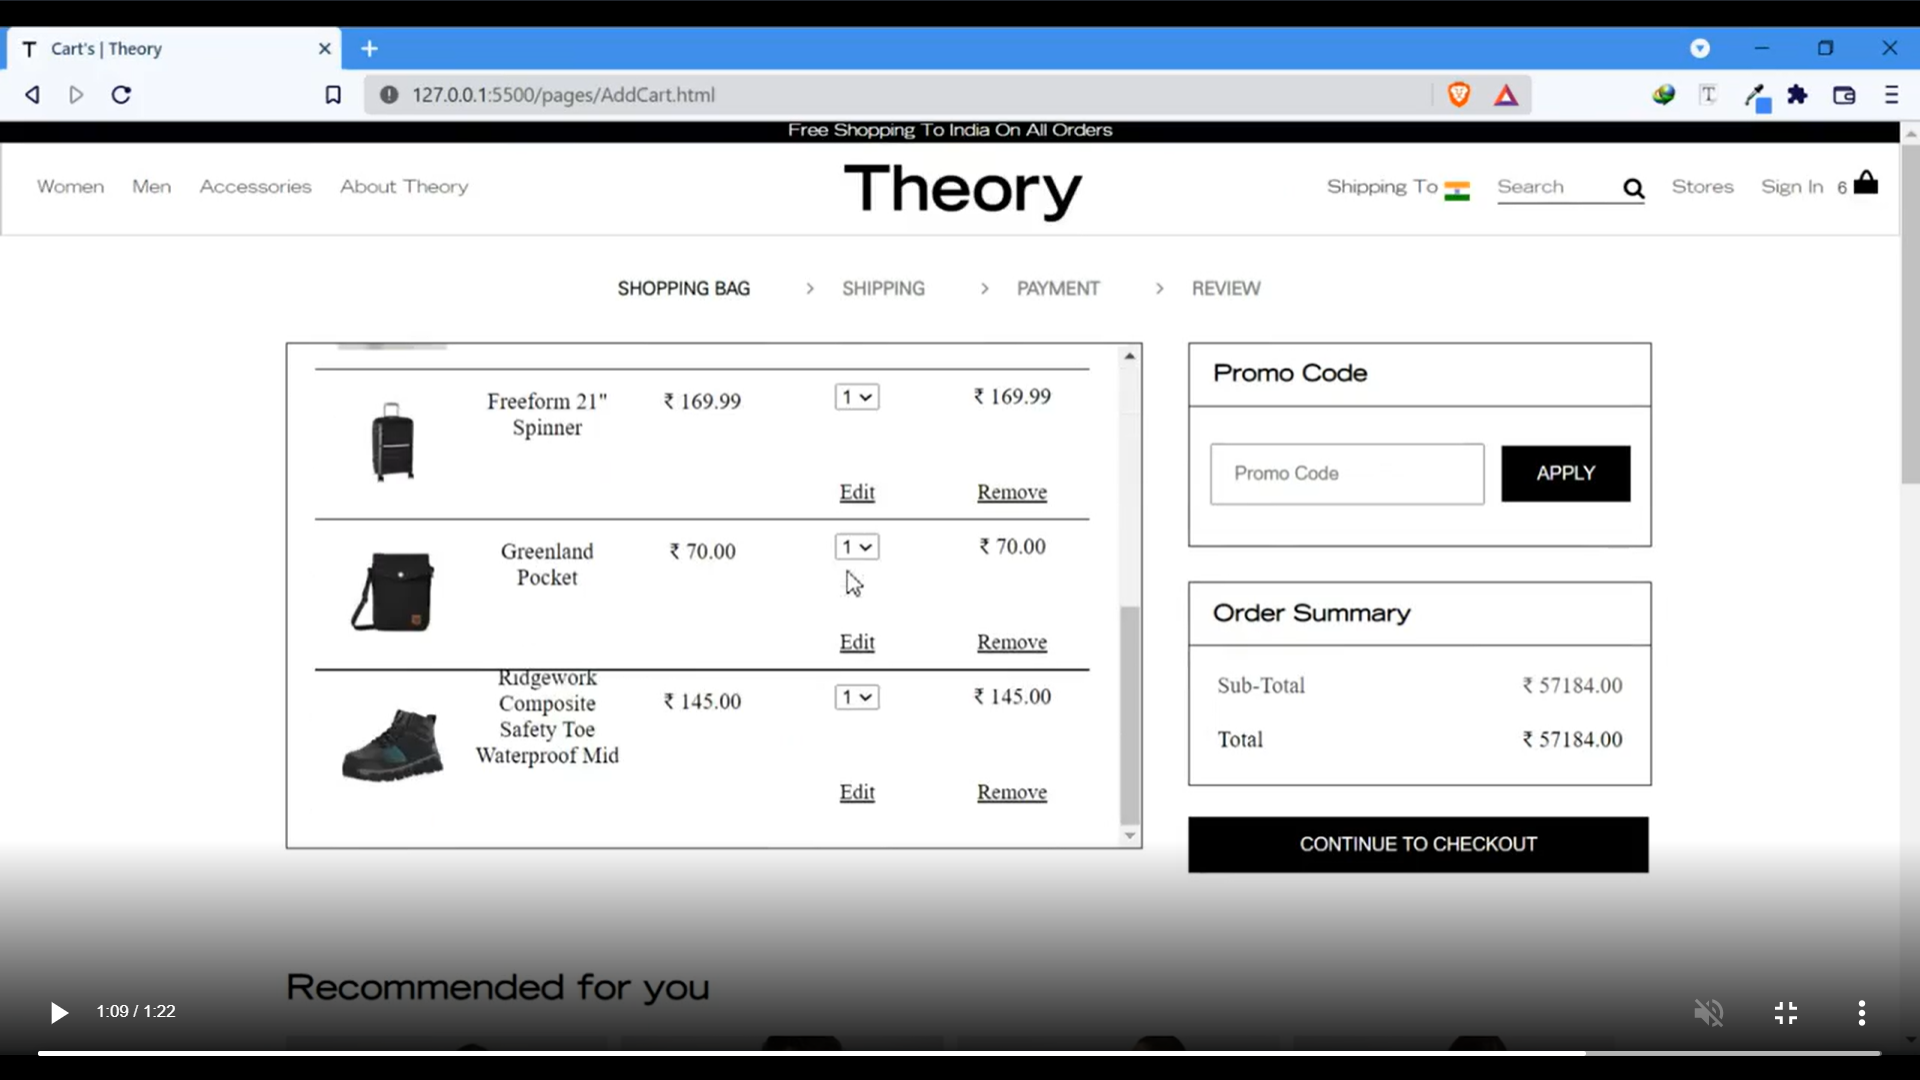 T Cart's | Theory
127.0.0.1:5500/pages/AddCart.html
Free Shopping To India On All Orders
Women Men Accessories About Theory
Theory
Shipping To Search Stores Sign In 6
SHOPPING BAG > SHIPPING > PAYMENT > REVIEW
Freeform 21"
Spinner
₹ 169.99
1
₹ 169.99
Edit
Remove
Greenland
Pocket
₹ 70.00
1
₹ 70.00
Edit
Remove
Ridgework
Composite
Safety Toe
Waterproof Mid
₹ 145.00
1
₹ 145.00
Edit
Remove
Promo Code
Promo Code
APPLY
Order Summary
Sub-Total ₹ 57184.00
Total ₹ 57184.00
CONTINUE TO CHECKOUT
Recommended for you
1:09 / 1:22